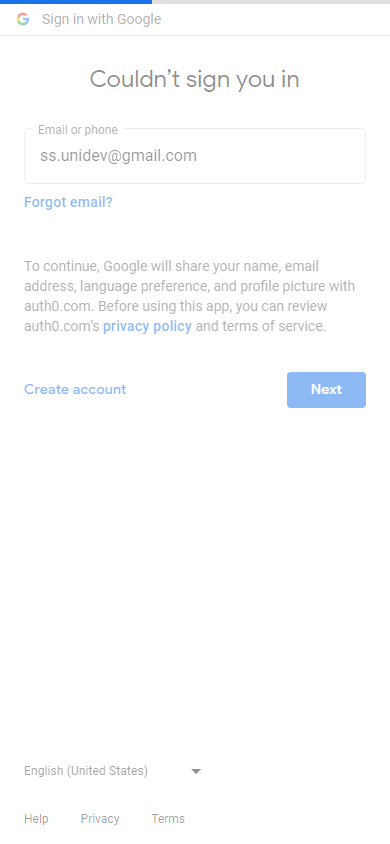 Sign in with Google
Couldn’t sign you in
Email or phone
ss.unidev@gmail.com
Forgot email?
To continue, Google will share your name, email
address, language preference, and profile picture with
auth0.com. Before using this app, you can review
auth0.com’s privacy policy and terms of service.
Create account
Next
English (United States)
Help Privacy Terms